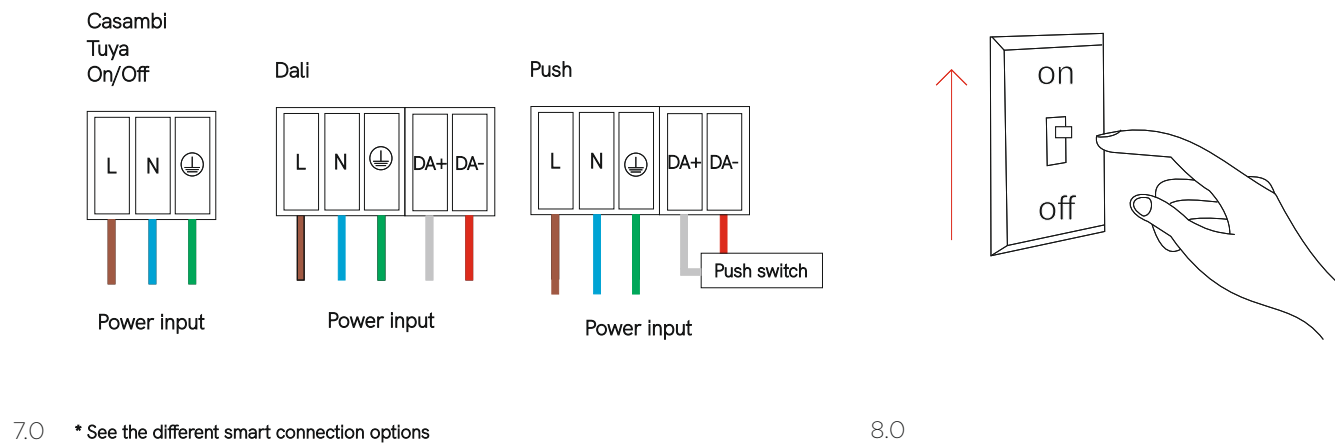 Casambi
Tuya
On/Off
L N
Power input
Dali
L N DA+ DA-
Power input
Push
L N DA+ DA-
Push switch
Power input
7.0 * See the different smart connection options
on
off
8.0